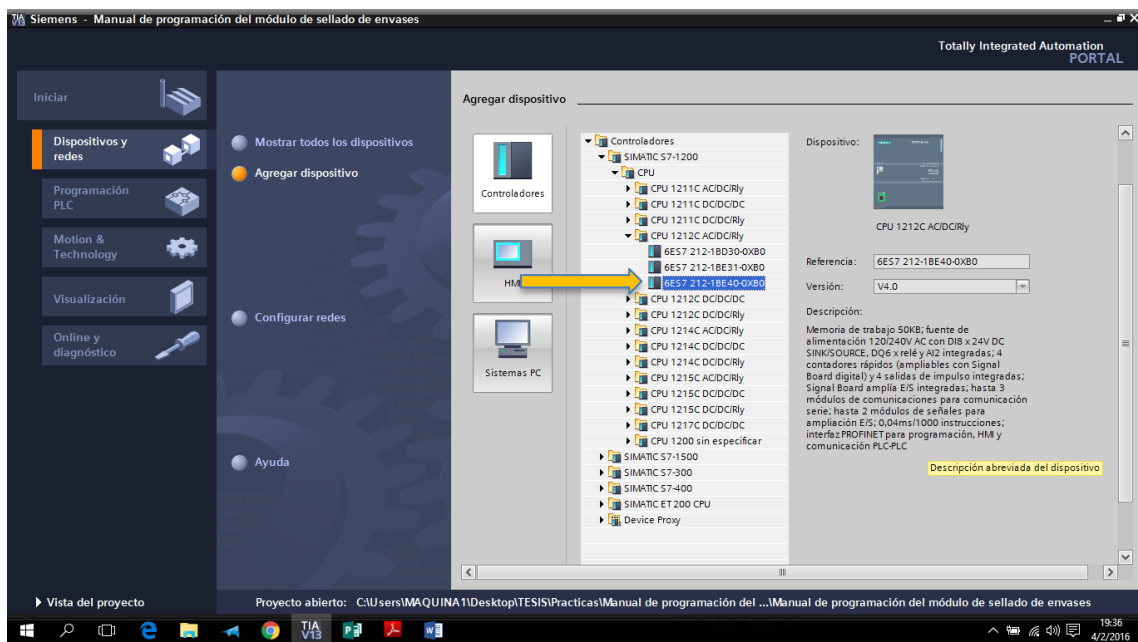 TIA V13 Siemens - Manual de programación del módulo de sellado de envases
Totally Integrated Automation
PORTAL
Iniciar
Dispositivos y
redes
Programación
PLC
Motion &
Technology
Visualización
Online y
diagnóstico
Mostrar todos los dispositivos
Agregar dispositivo
Configurar redes
Ayuda
Agregar dispositivo
Controladores
HMI
Sistemas PC
Controladores
SIMATIC S7-1200
CPU
CPU 1211C AC/DC/Rly
CPU 1211C DC/DC/DC
CPU 1211C DC/DC/Rly
CPU 1212C AC/DC/Rly
6ES7 212-1BD30-0XB0
6ES7 212-1BE31-0XB0
6ES7 212-1BE40-0XB0
CPU 1212C DC/DC/DC
CPU 1212C DC/DC/Rly
CPU 1214C AC/DC/Rly
CPU 1214C DC/DC/DC
CPU 1214C DC/DC/Rly
CPU 1215C AC/DC/Rly
CPU 1215C DC/DC/DC
CPU 1215C DC/DC/Rly
CPU 1217C DC/DC/DC
CPU 1200 sin especificar
SIMATIC S7-1500
SIMATIC S7-300
SIMATIC S7-400
SIMATIC ET 200 CPU
Device Proxy
Dispositivo:
CPU 1212C AC/DC/Rly
Referencia: 6ES7 212-1BE40-0XB0
Versión: V4.0
Descripción:
Memoria de trabajo 50KB; fuente de
alimentación 120/240V AC con DI8 x 24V DC
SINK/SOURCE, DQ6 x relé y AI2 integradas; 4
contadores rápidos (ampliables con Signal
Board digital) y 4 salidas de impulso integradas;
Signal Board amplía E/S integradas; hasta 3
módulos de comunicaciones para comunicación
serie; hasta 2 módulos de señales para
ampliación E/S; 0,04ms/1000 instrucciones;
interfaz PROFINET para programación, HMI y
comunicación PLC-PLC
Descripción abreviada del dispositivo
Vista del proyecto
Proyecto abierto: C:\Users\MAQUINA1\Desktop\TESIS\Practicas\Manual de programación del ...\Manual de programación del módulo de sellado de envases
TIA
V13
19:36
4/2/2016